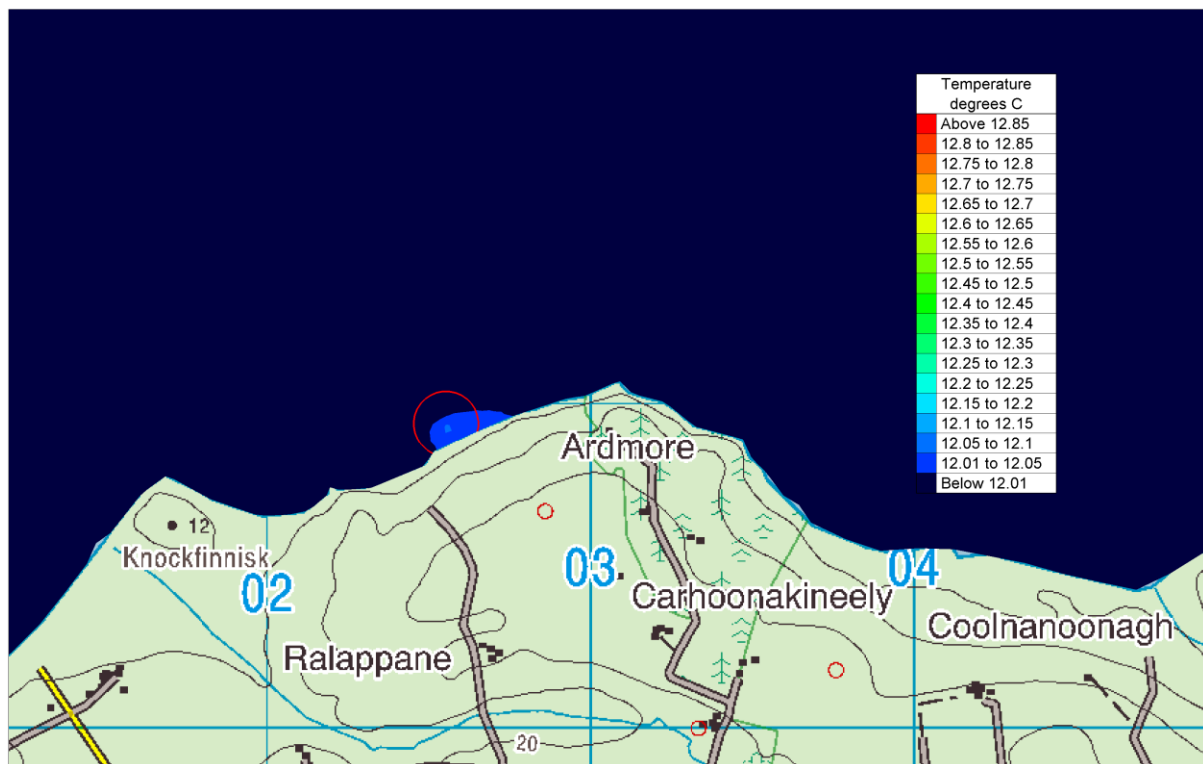 Temperature
degrees C
Above 12.85
12.8 to 12.85
12.75 to 12.8
12.7 to 12.75
12.65 to 12.7
12.6 to 12.65
12.55 to 12.6
12.5 to 12.55
12.45 to 12.5
12.4 to 12.45
12.35 to 12.4
12.3 to 12.35
12.25 to 12.3
12.2 to 12.25
12.15 to 12.2
12.1 to 12.15
12.05 to 12.1
12.01 to 12.05
Below 12.01
Ardmore
12
Knockfinnisk
02
03
04
Carhoonakineely
Coolnanoonagh
Ralappane
20